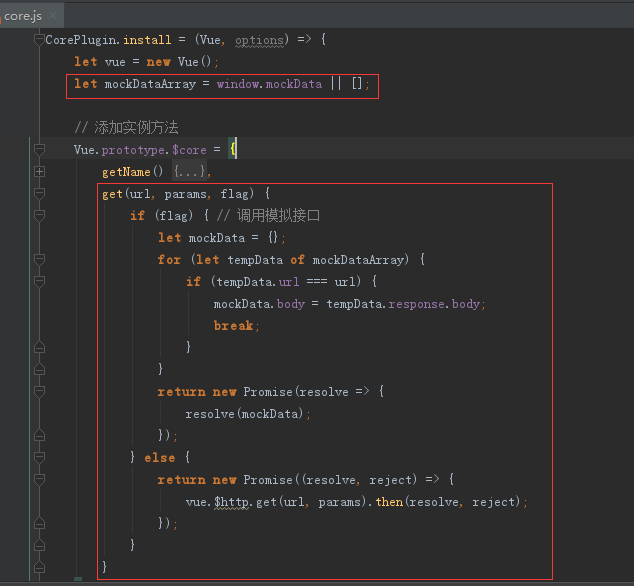 core.js
CorePlugin.install = (Vue, options) => {
let vue = new Vue();
let mockDataArray = window.mockData || [];
// 添加实例方法
Vue.prototype.$core = {
getName() {...},
get(url, params, flag) {
if (flag) { // 调用模拟接口
let mockData = {};
for (let tempData of mockDataArray) {
if (tempData.url === url) {
mockData.body = tempData.response.body;
break;
}
}
return new Promise(resolve => {
resolve(mockData);
});
} else {
return new Promise((resolve, reject) => {
vue.$http.get(url, params).then(resolve, reject);
});
}
}